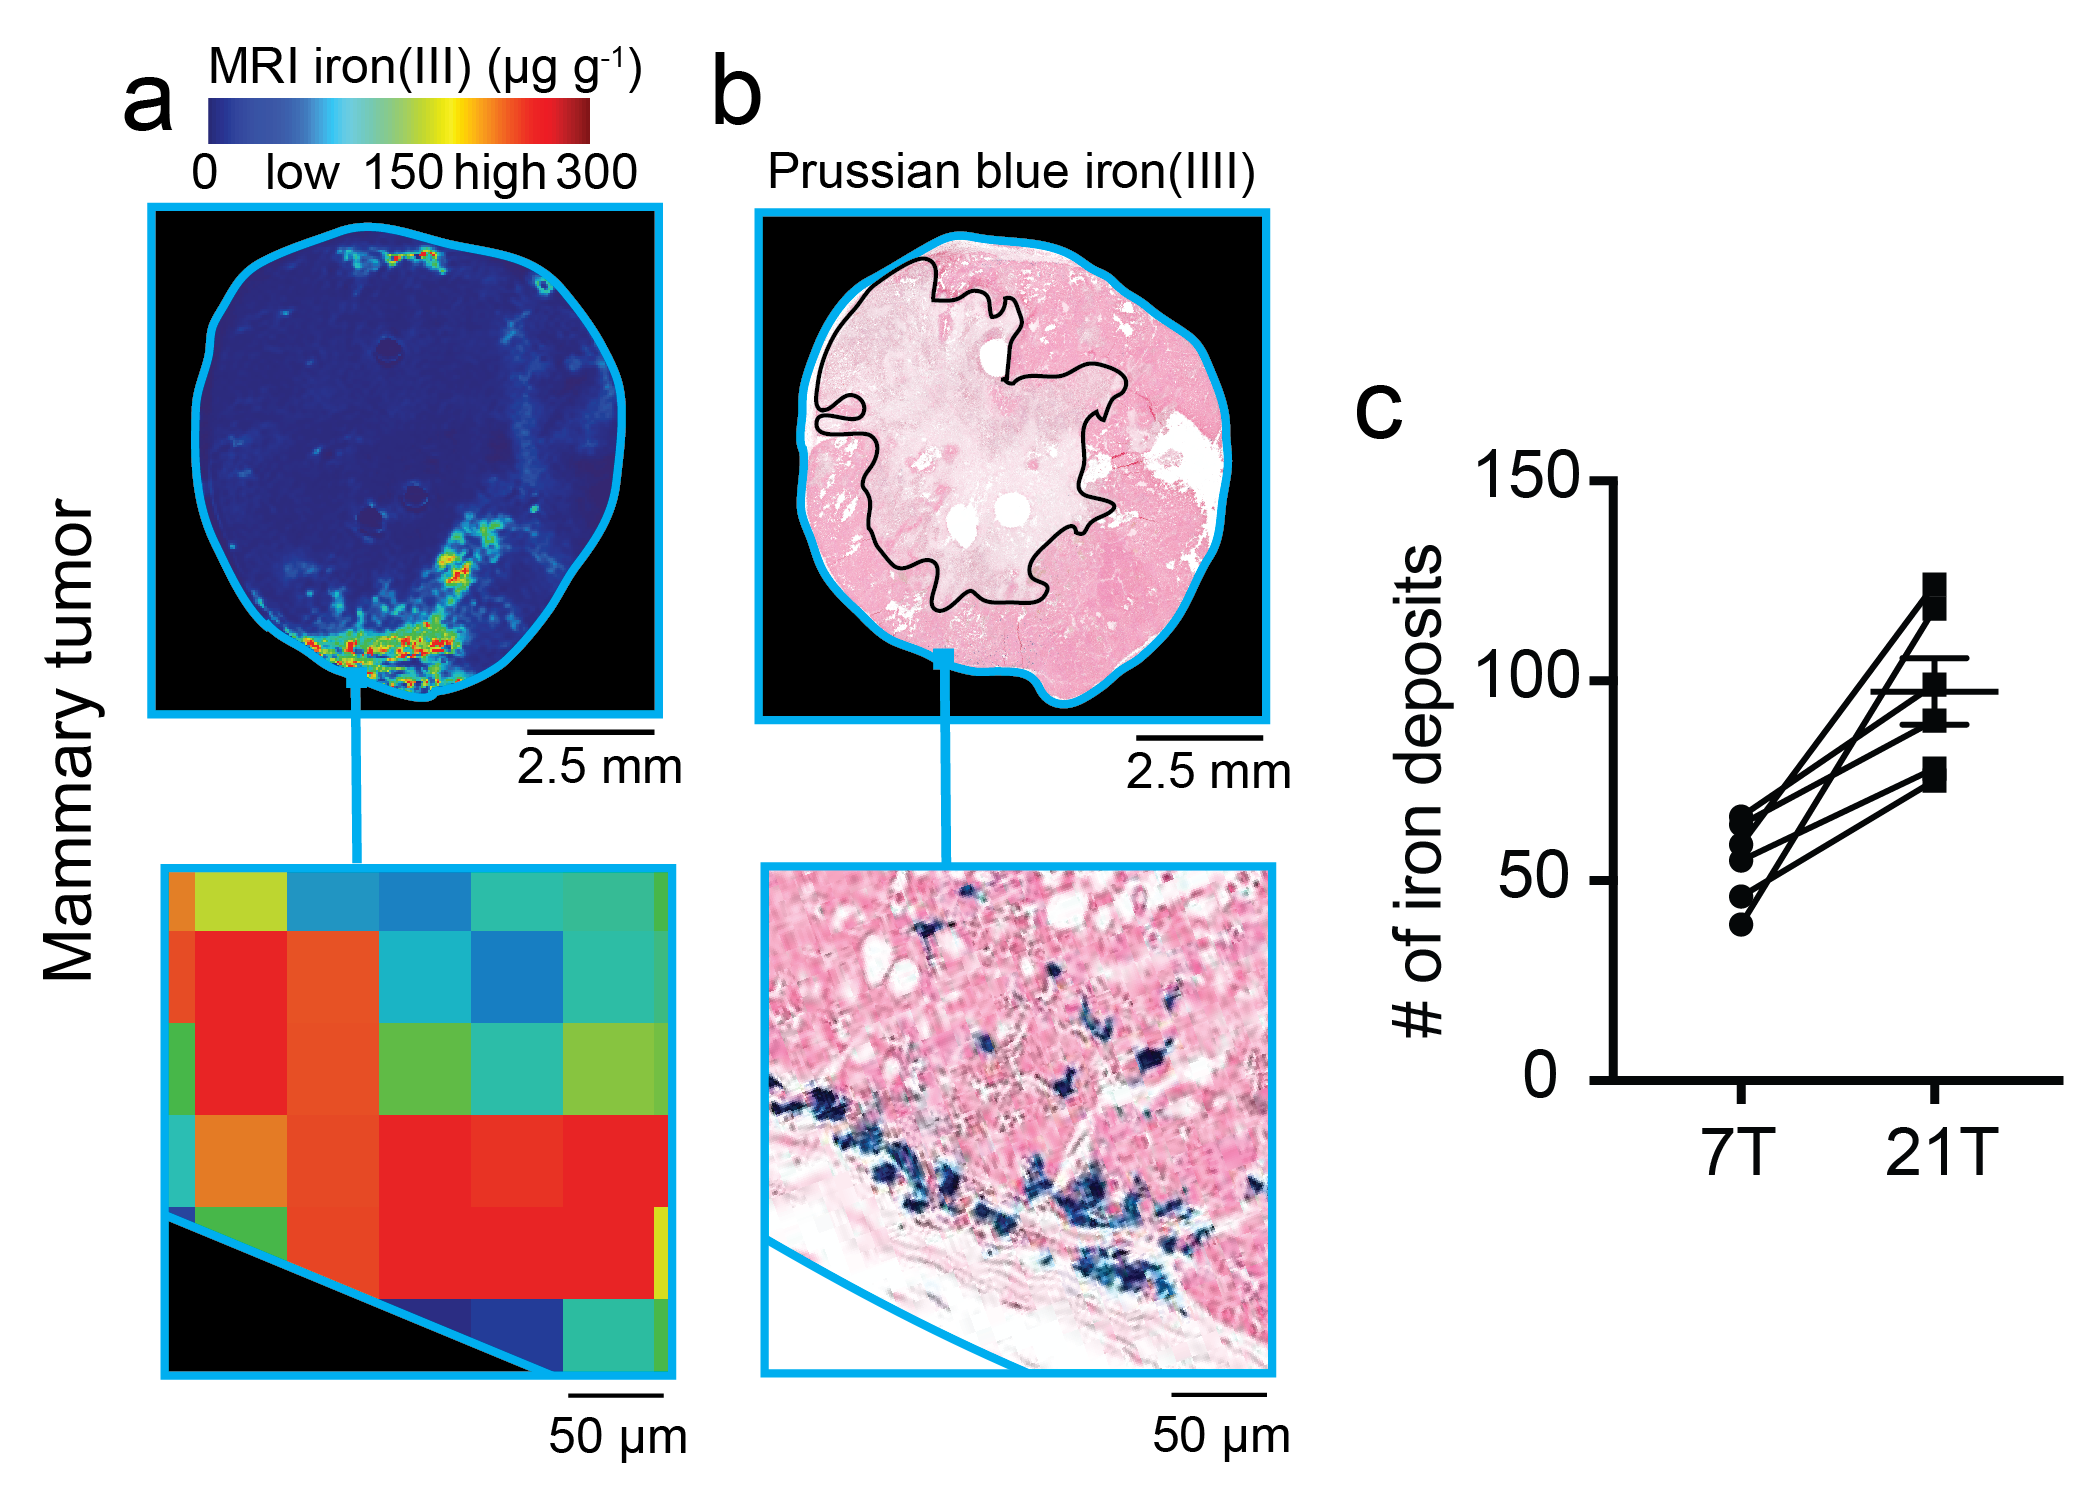 a
MRI iron(III) (µg g-1)
0 low 150 high 300
b
Prussian blue iron(IIII)
Mammary tumor
2.5 mm
2.5 mm
50 µm
50 µm
c
# of iron deposits
150
100
50
0
7T 21T